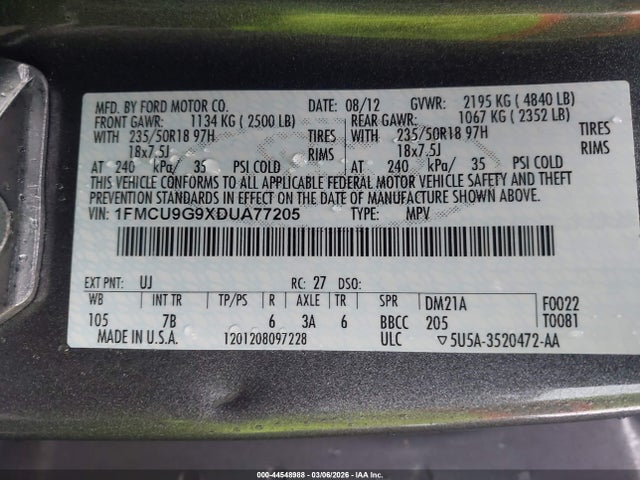 MFD. BY FORD MOTOR CO. DATE: 08/12 GVWR: 2195 KG ( 4840 LB)
FRONT GAWR: 1134 KG ( 2500 LB) REAR GAWR: 1067 KG ( 2352 LB)
WITH 235/50R18 97H TIRES WITH 235/50R18 97H TIRES
18x7.5J RIMS 18x7.5J RIMS
AT 240 kPa/ 35 PSI COLD AT 240 kPa/ 35 PSI COLD
THIS VEHICLE CONFORMS TO ALL APPLICABLE FEDERAL MOTOR VEHICLE SAFETY AND THEFT
PREVENTION STANDARDS IN EFFECT ON THE DATE OF MANUFACTURE SHOWN ABOVE.
VIN: 1FMCU9G9XDUA77205 TYPE: MPV
EXT PNT: UJ RC: 27 DSO:
WB INT TR TP/PS R AXLE TR SPR DM21A F0022
105 7B 6 3A 6 BBCC 205 T0081
MADE IN U.S.A. 1201208097228 ULC ▽5U5A-3520472-AA
000-44548988 - 03/06/2026 - IAA Inc.